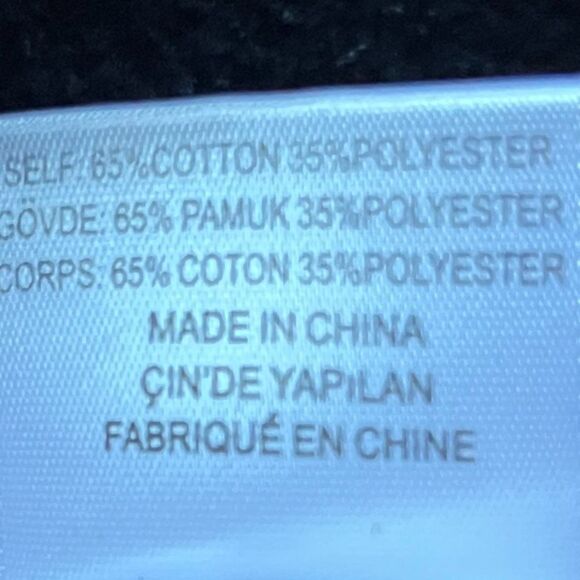 SELF: 65%COTTON 35%POLYESTER
GÖVDE: 65% PAMUK 35%POLYESTER
CORPS: 65% COTON 35%POLYESTER
MADE IN CHINA
ÇIN'DE YAPILAN
FABRIQUÉ EN CHINE